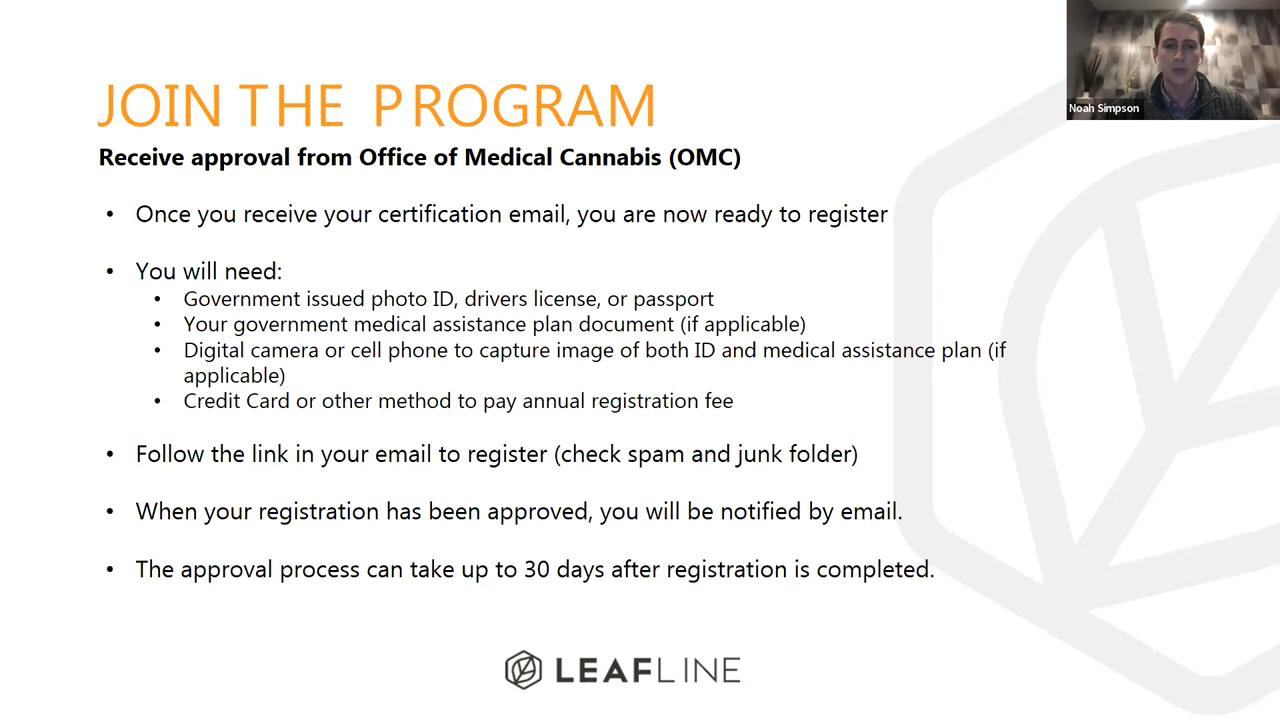 JOIN THE PROGRAM
Noah Simpson
Receive approval from Office of Medical Cannabis (OMC)
• Once you receive your certification email, you are now ready to register
• You will need:
• Government issued photo ID, drivers license, or passport
• Your government medical assistance plan document (if applicable)
• Digital camera or cell phone to capture image of both ID and medical assistance plan (if
applicable)
• Credit Card or other method to pay annual registration fee
• Follow the link in your email to register (check spam and junk folder)
• When your registration has been approved, you will be notified by email.
• The approval process can take up to 30 days after registration is completed.
LEAFLINE